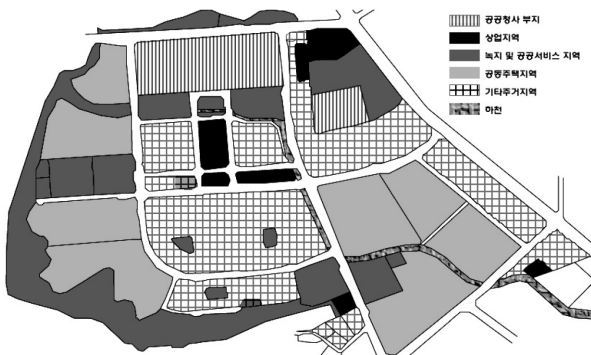 공공청사 부지
상업지역
녹지 및 공공서비스 지역
공동주택지역
기타주거지역
하천